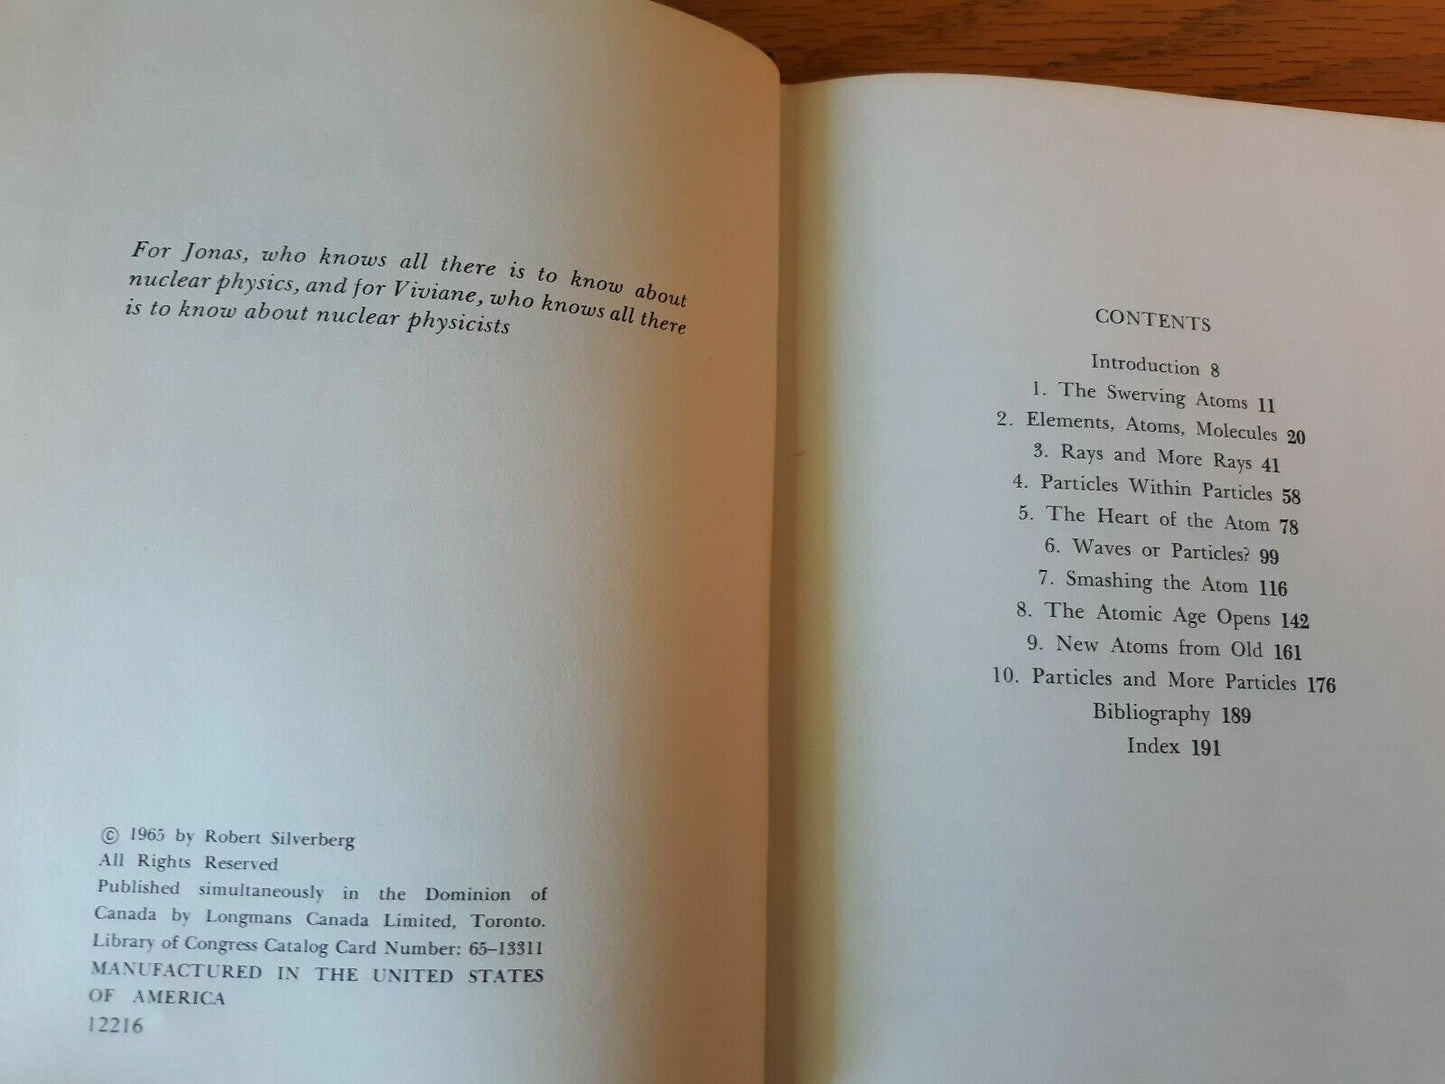 For Jonas, who knows all there is to know about
nuclear physics, and for Viviane, who knows all there
is to know about nuclear physicists
© 1965 by Robert Silverberg
All Rights Reserved
Published simultaneously in the Dominion of
Canada by Longmans Canada Limited, Toronto.
Library of Congress Catalog Card Number: 65–13311
MANUFACTURED IN THE UNITED STATES
OF AMERICA
12216
CONTENTS
Introduction 8
1. The Swerving Atoms 11
2. Elements, Atoms, Molecules 20
3. Rays and More Rays 41
4. Particles Within Particles 58
5. The Heart of the Atom 78
6. Waves or Particles? 99
7. Smashing the Atom 116
8. The Atomic Age Opens 142
9. New Atoms from Old 161
10. Particles and More Particles 176
Bibliography 189
Index 191